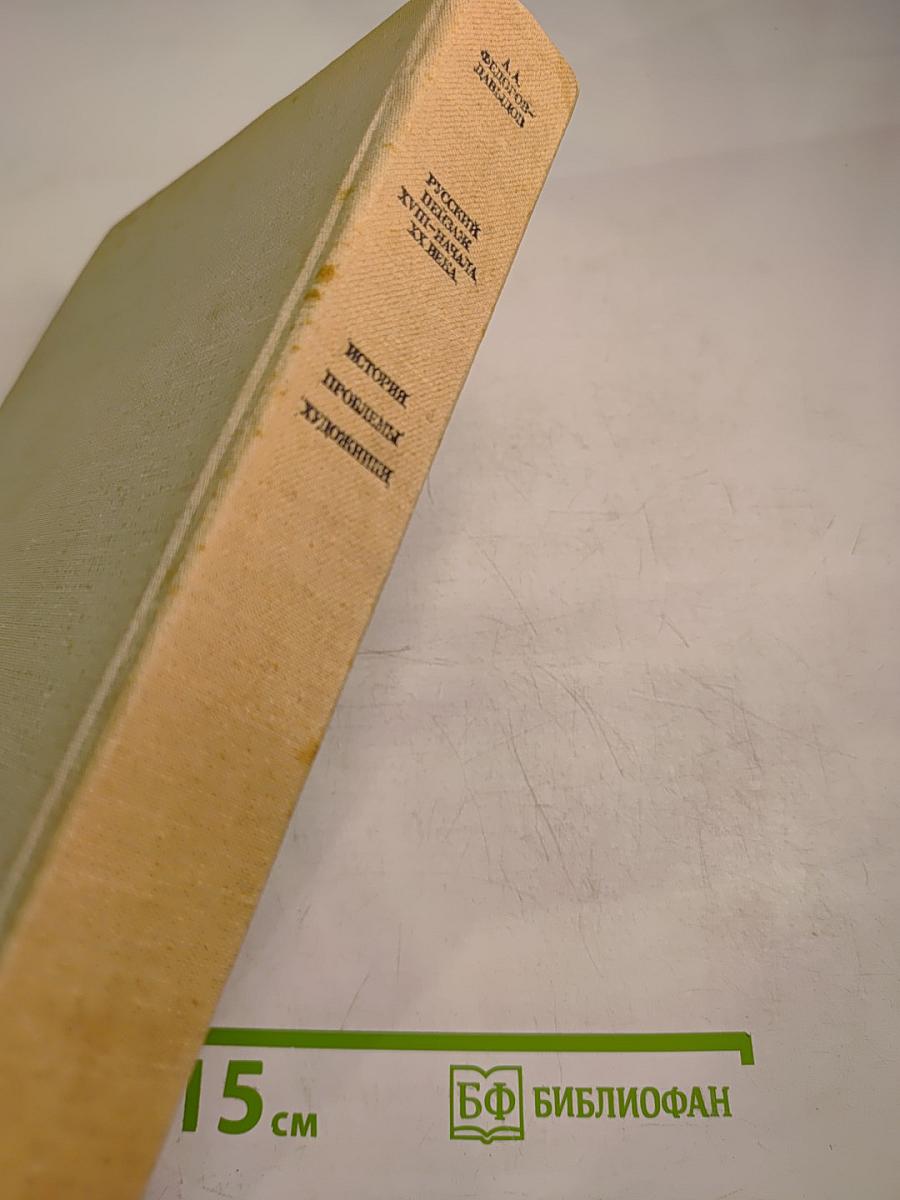 А. А.
ФЕДОРОВ-
ДАВЫДОВ
РУССКИЙ
ПЕЙЗАЖ
XVIII–НАЧАЛА
XX ВЕКА
ИСТОРИЯ
ПРОБЛЕМЫ
ХУДОЖНИКИ
15 см
БФ БИБЛИОФАН